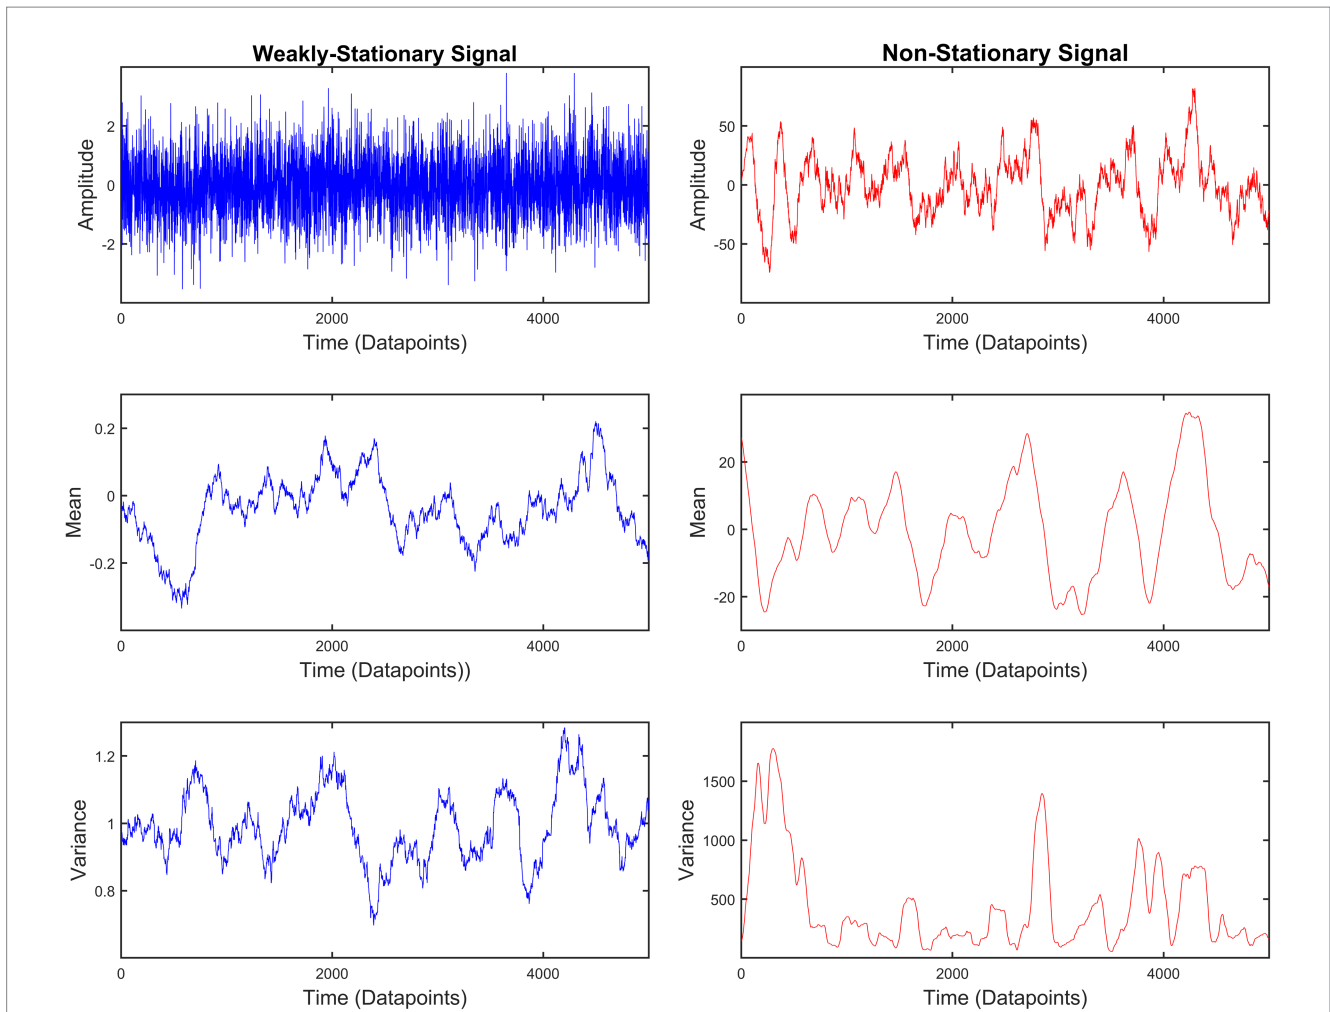 Weakly-Stationary Signal
2
0
-2
Amplitude
0
2000
4000
Time (Datapoints)
Non-Stationary Signal
50
0
-50
Amplitude
0
2000
4000
Time (Datapoints)
0.2
0
-0.2
Mean
0
2000
4000
Time (Datapoints))
20
0
-20
Mean
0
2000
4000
Time (Datapoints)
1.2
1
0.8
Variance
0
2000
4000
Time (Datapoints)
1500
1000
500
Variance
0
2000
4000
Time (Datapoints)